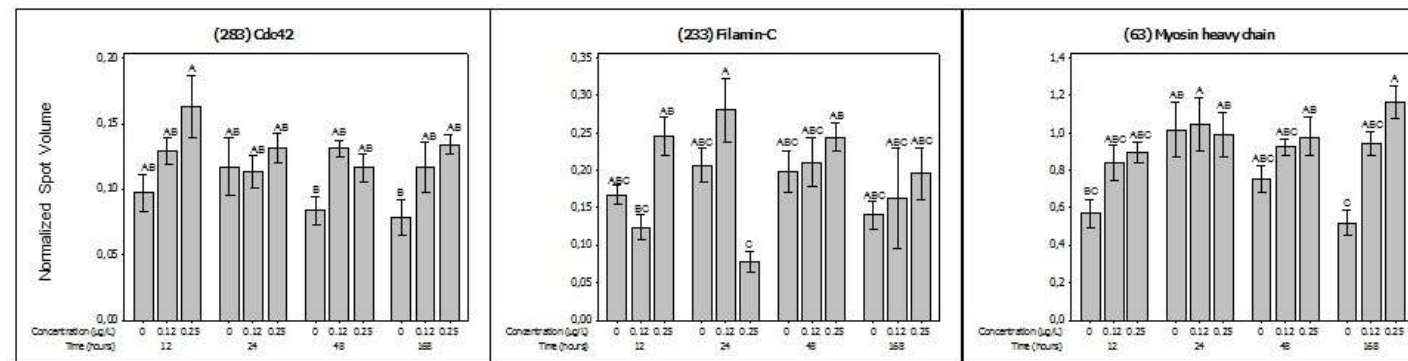 (283) Cdc42
Normalized Spot Volume
0,20
0,15
0,10
0,05
0,00
AB AB A AB AB AB B AB AB B AB AB
Concentration (µg/L) 0 0.12 0.25 0 0.12 0.25 0 0.12 0.25 0 0.12 0.25
Time (hours) 12 24 48 168
(233) Filamin-C
0,35
0,30
0,25
0,20
0,15
0,10
0,05
0,00
ABC BC AB ABC A C ABC ABC AB ABC ABC ABC
Concentration (µg/L) 0 0.12 0.25 0 0.12 0.25 0 0.12 0.25 0 0.12 0.25
Time (hours) 12 24 48 168
(63) Myosin heavy chain
1,4
1,2
1,0
0,8
0,6
0,4
0,2
0,0
BC ABC ABC AB A AB ABC ABC AB C ABC A
Concentration (µg/L) 0 0.12 0.25 0 0.12 0.25 0 0.12 0.25 0 0.12 0.25
Time (hours) 12 24 48 168